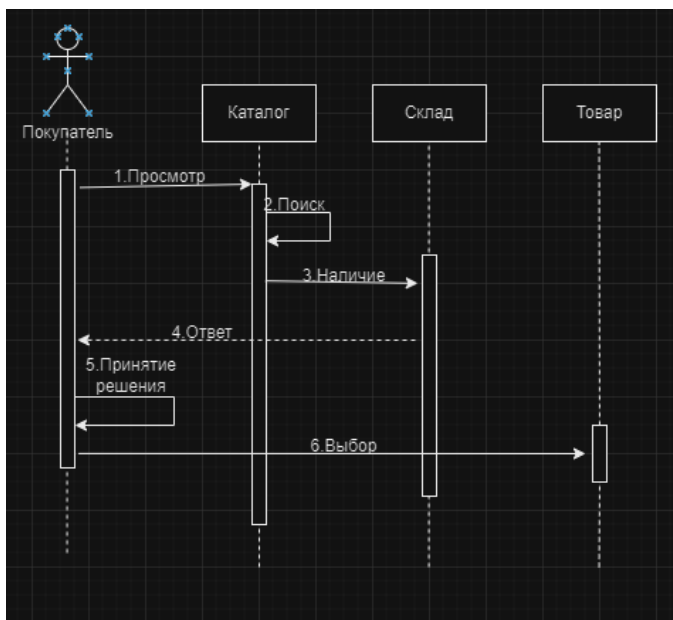 Покупатель
Каталог
Склад
Товар
1.Просмотр
2.Поиск
3.Наличие
4.Ответ
5.Принятие
решения
6.Выбор